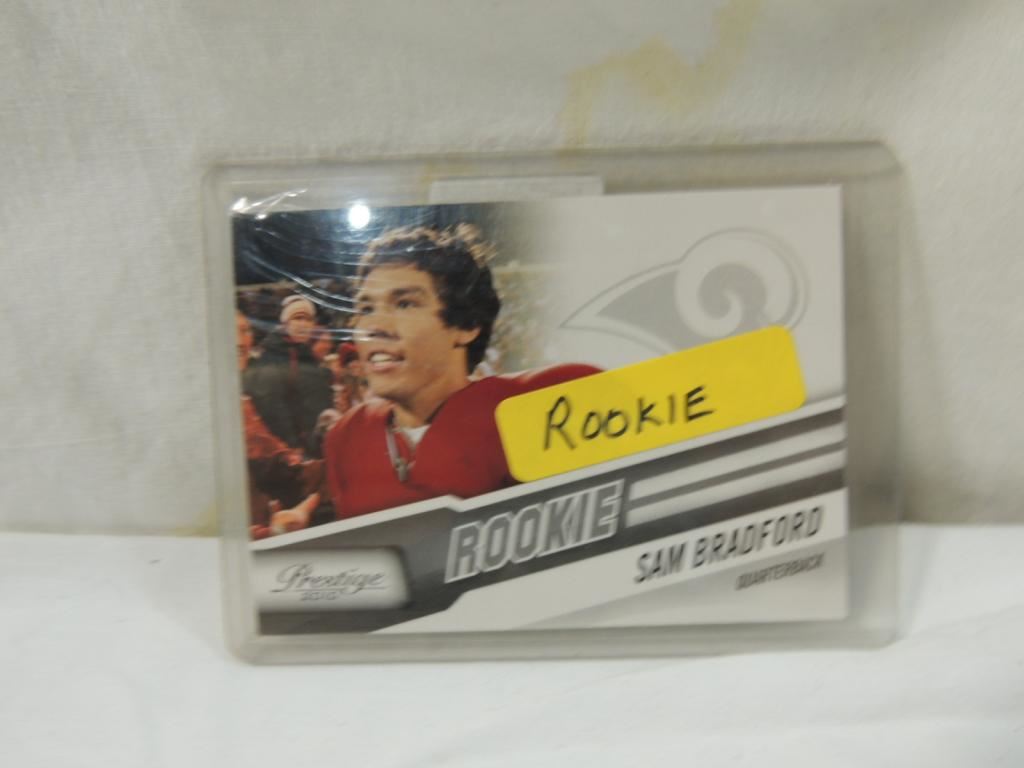 ROOKIE
ROOKIE
SAM BRADFORD
QUARTERBACK
Prestige
2010